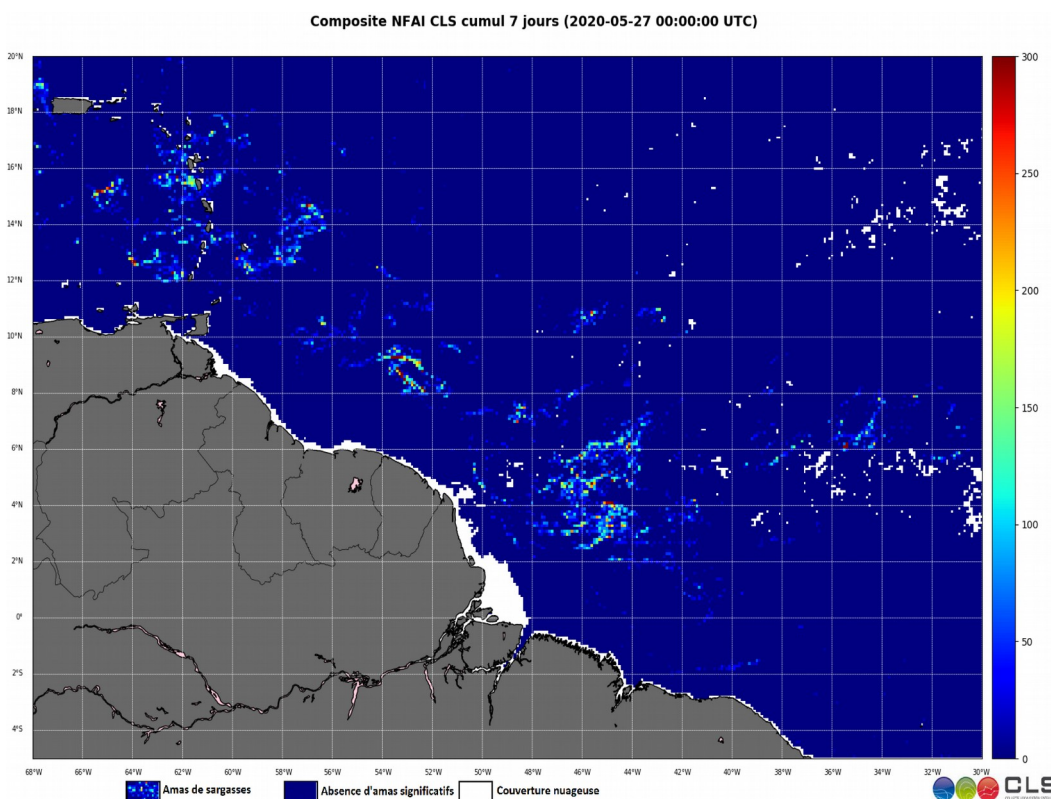 Composite NFAI CLS cumul 7 jours (2020-05-27 00:00:00 UTC)
20°N
18°N
16°N
14°N
12°N
10°N
8°N
6°N
4°N
2°N
0°
2°S
4°S
300
250
200
150
100
50
0
68°W 66°W 64°W 62°W 60°W 58°W 56°W 54°W 52°W 50°W 48°W 46°W 44°W 42°W 40°W 38°W 36°W 34°W 32°W 30°W
Amas de sargasses Absence d'amas significatifs Couverture nuageuse
CLS